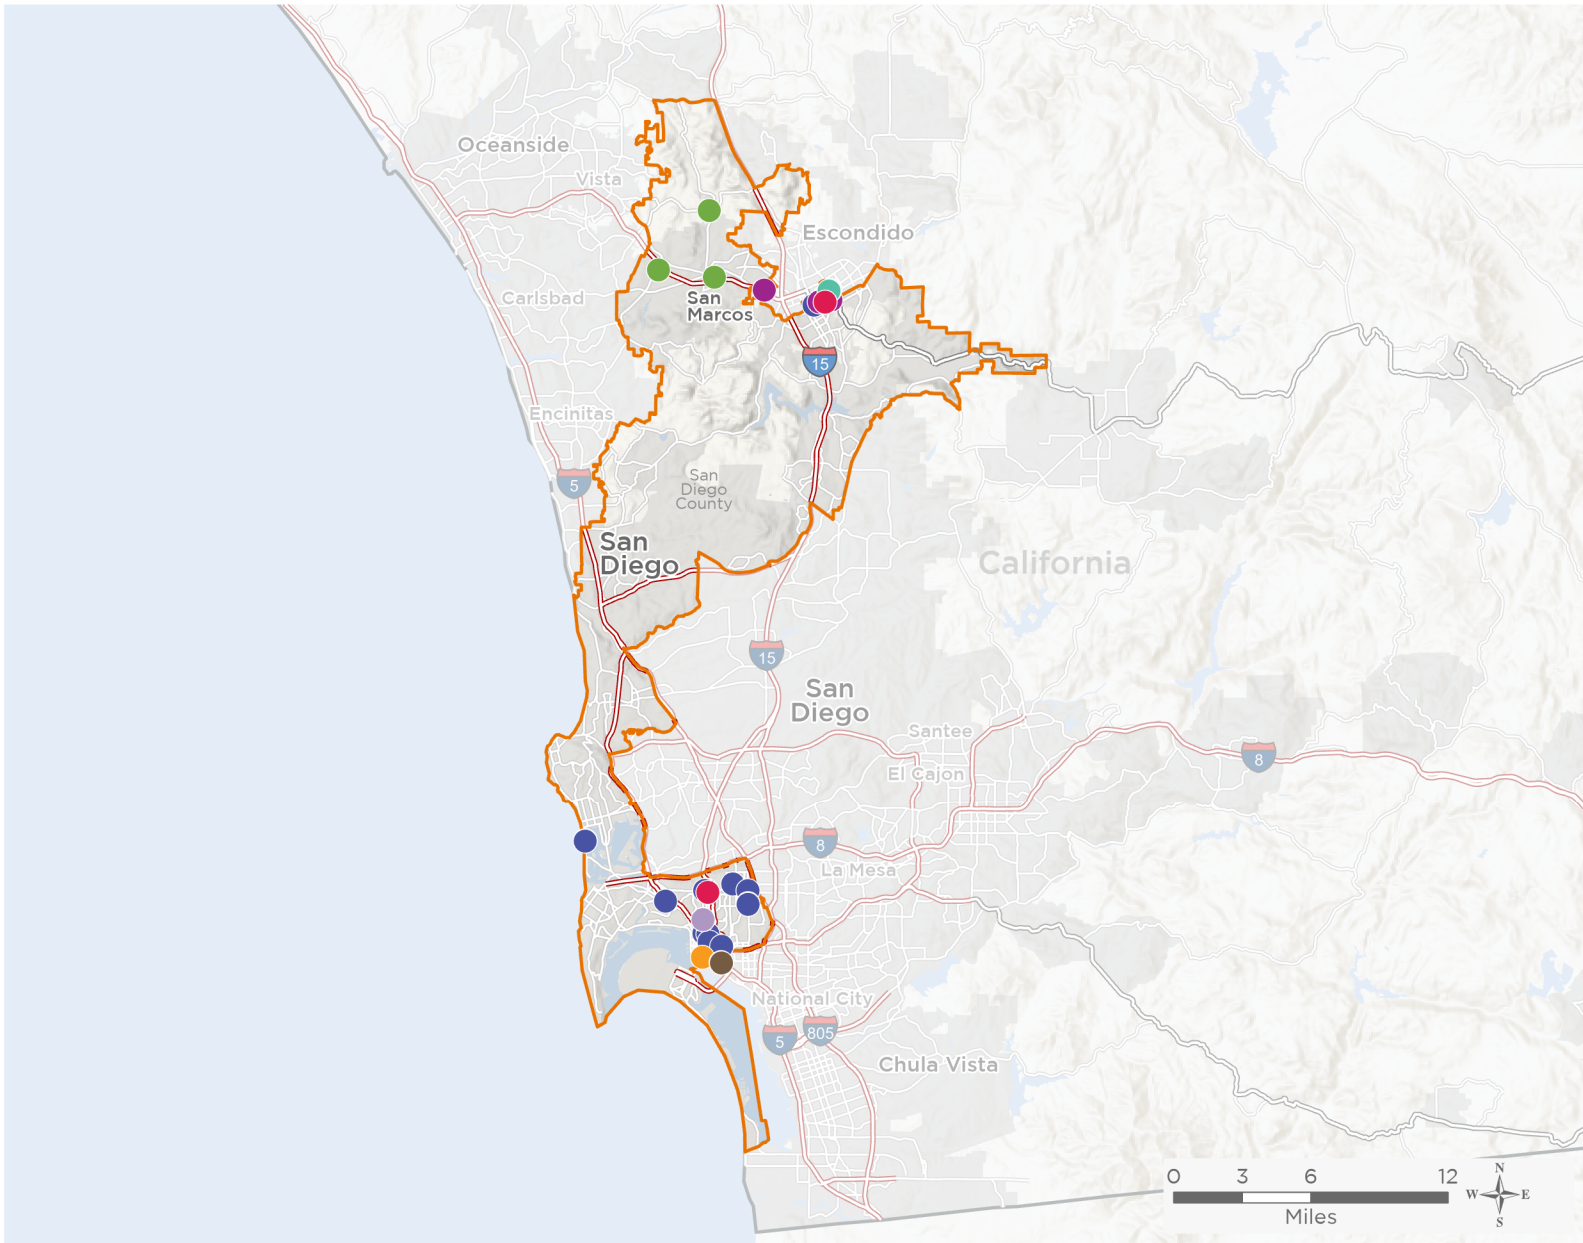 Oceanside
Vista
Escondido
Carlsbad
San
Marcos
15
Encinitas
5
San
Diego
County
San
Diego
California
15
San
Diego
Santee
El Cajon
8
8
La Mesa
National City
5
805
Chula Vista
0 3 6 12
Miles
N
W E
S